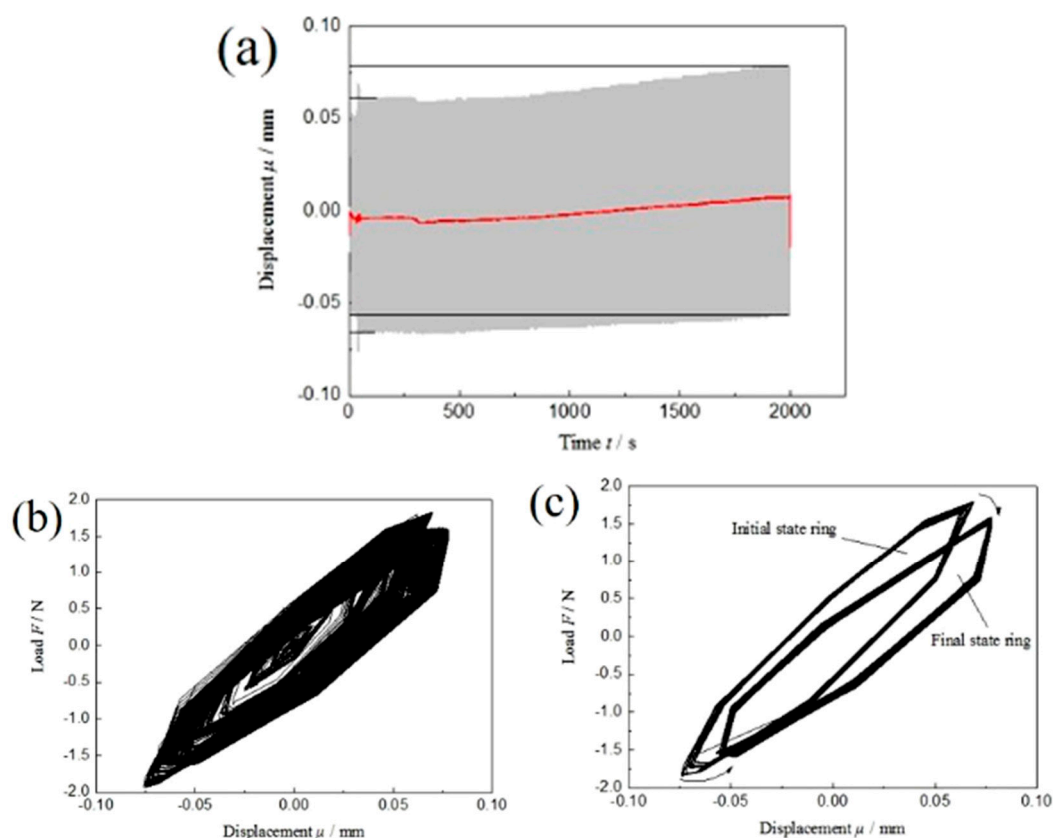 (a)
0.10
0.05
0.00
-0.05
-0.10
Displacement μ / mm
0 500 1000 1500 2000
Time t / s
(b)
2.0
1.5
1.0
0.5
0.0
-0.5
-1.0
-1.5
-2.0
Load F / N
-0.10 -0.05 0.00 0.05 0.10
Displacement μ / mm
(c)
2.0
1.5
1.0
0.5
0.0
-0.5
-1.0
-1.5
-2.0
Load F / N
Initial state ring
Final state ring
-0.10 -0.05 0.00 0.05 0.10
Displacement μ / mm